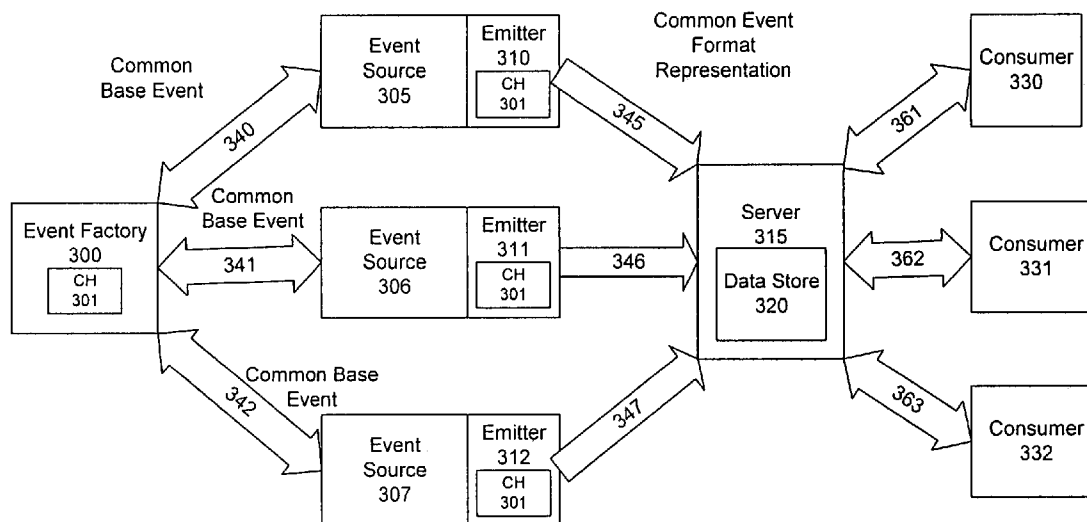 Common
Base Event
340
Event
Source
305
Emitter
310
CH
301
Common Event
Format
Representation
345
361
Consumer
330
Event Factory
300
CH
301
Common
Base Event
341
Event
Source
306
Emitter
311
CH
301
346
Server
315
Data Store
320
362
Consumer
331
342
Common Base
Event
Event
Source
307
Emitter
312
CH
301
347
363
Consumer
332